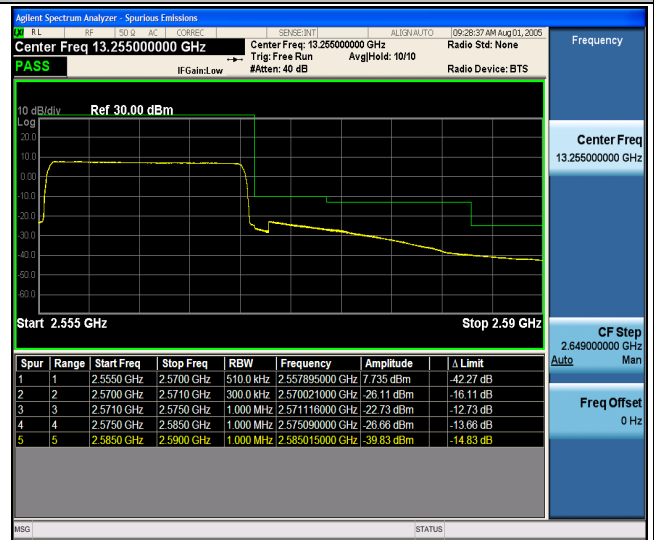 Agilent Spectrum Analyzer - Spurious Emissions
LXI RL RF 50 Ω AC CORREC SENSE:INT ALIGN AUTO 09:28:37 AM Aug 01, 2005
Center Freq 13.255000000 GHz
Center Freq: 13.255000000 GHz
Radio Std: None
Trig: Free Run Avg|Hold: 10/10
PASS
IFGain:Low
#Atten: 40 dB
Radio Device: BTS
10 dB/div Ref 30.00 dBm
Log
20.0
10.0
0.00
-10.0
-20.0
-30.0
-40.0
-50.0
-60.0
Start 2.555 GHz Stop 2.59 GHz
Spur Range Start Freq Stop Freq RBW Frequency Amplitude Δ Limit
1 1 2.5550 GHz 2.5700 GHz 510.0 kHz 2.557895000 GHz 7.735 dBm -42.27 dB
2 2 2.5700 GHz 2.5710 GHz 300.0 kHz 2.570021000 GHz -26.11 dBm -16.11 dB
3 3 2.5710 GHz 2.5750 GHz 1.000 MHz 2.571116000 GHz -22.73 dBm -12.73 dB
4 4 2.5750 GHz 2.5850 GHz 1.000 MHz 2.575090000 GHz -26.66 dBm -13.66 dB
5 5 2.5850 GHz 2.5900 GHz 1.000 MHz 2.585015000 GHz -39.83 dBm -14.83 dB
MSG STATUS
Frequency
Center Freq
13.255000000 GHz
CF Step
2.649000000 GHz
Auto Man
Freq Offset
0 Hz